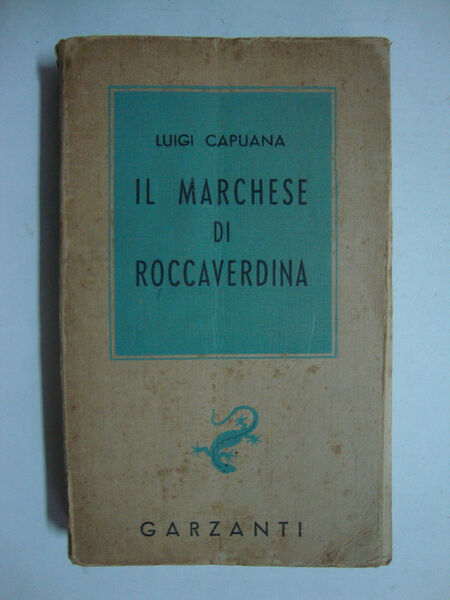 LUIGI CAPUANA
IL MARCHESE
DI
ROCCAVERDINA
GARZANTI